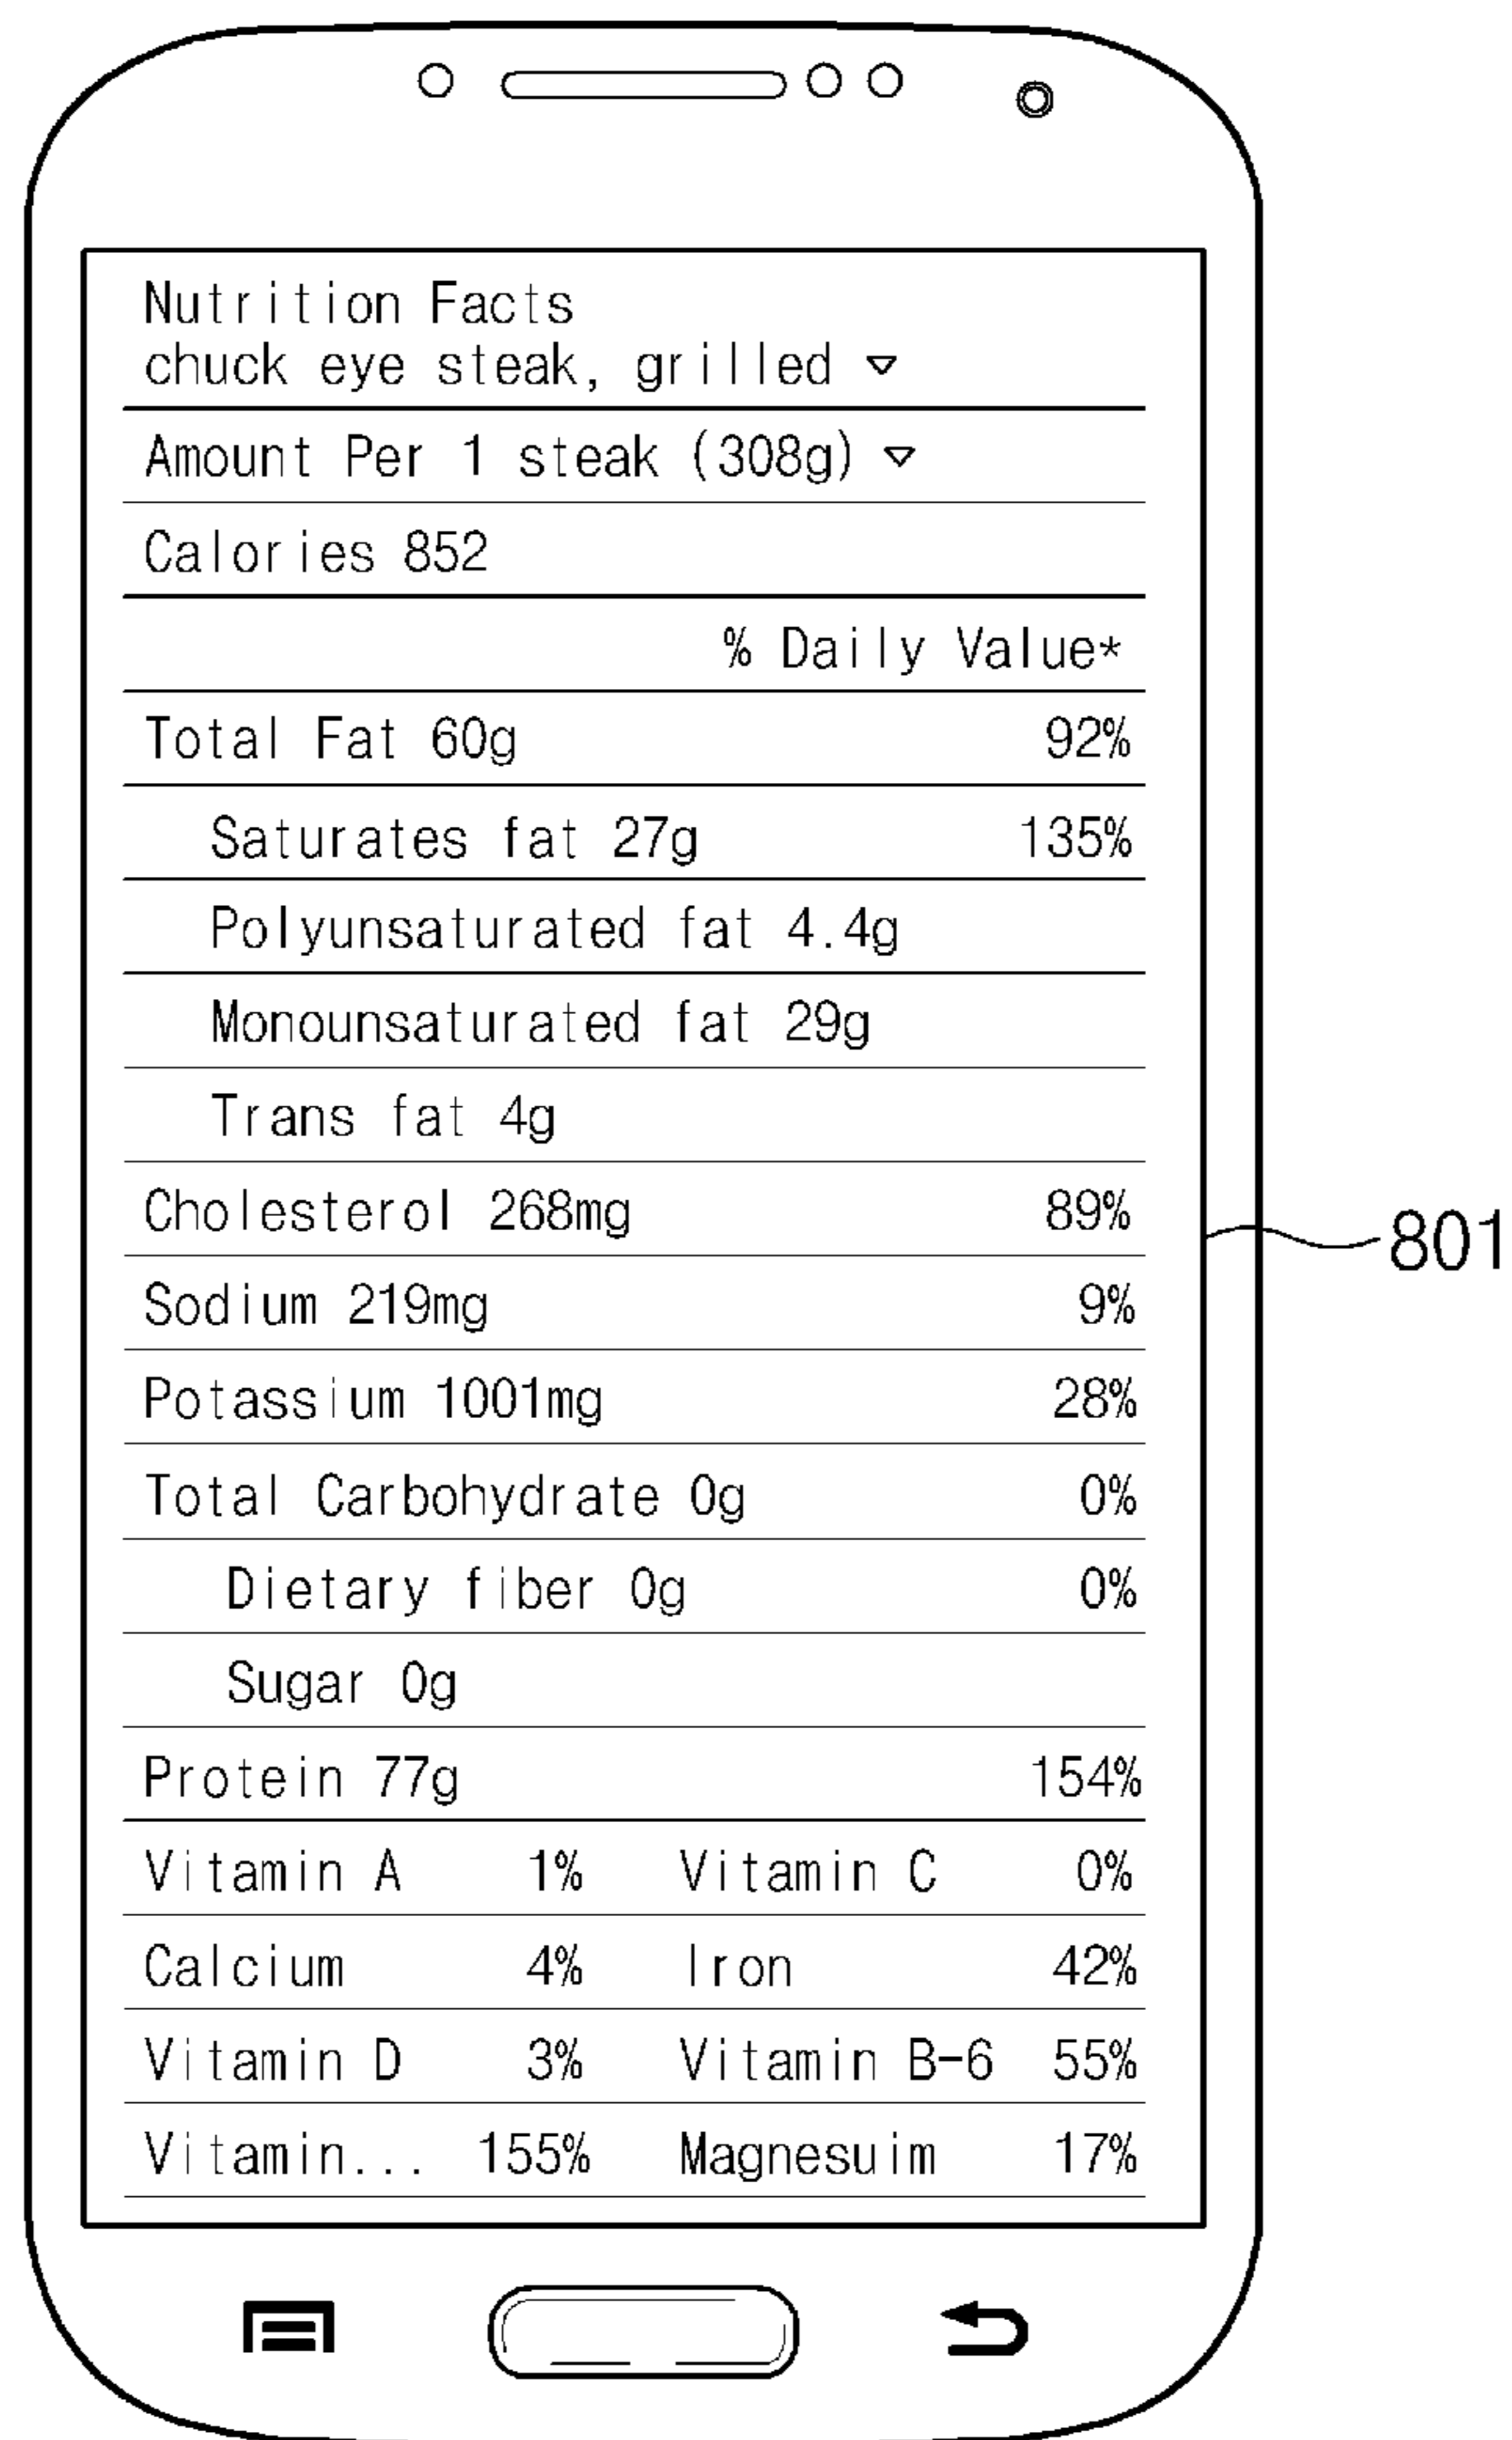 Nutrition Facts
chuck eye steak, grilled
Amount Per 1 steak (308g)
Calories 852
% Daily Value*
Total Fat 60g 92%
Saturates fat 27g 135%
Polyunsaturated fat 4.4g
Monounsaturated fat 29g
Trans fat 4g
Cholesterol 268mg 89%
801
Sodium 219mg 9%
Potassium 1001mg 28%
Total Carbohydrate 0g 0%
Dietary fiber 0g 0%
Sugar 0g
Protein 77g 154%
Vitamin A 1% Vitamin C 0%
Calcium 4% Iron 42%
Vitamin D 3% Vitamin B-6 55%
Vitamin... 155% Magnesuim 17%